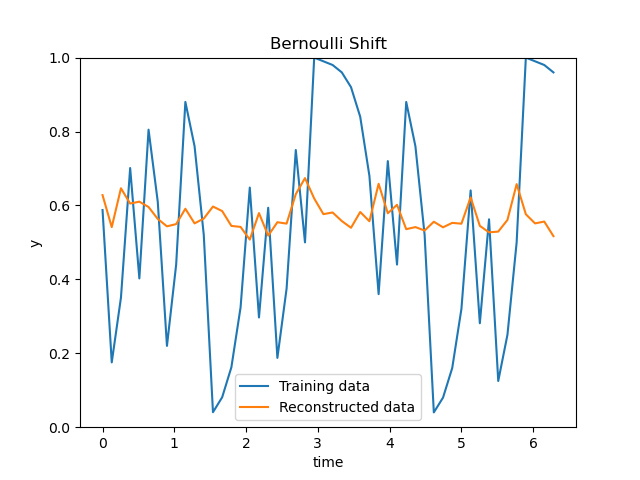 Bernoulli Shift
1.0
0.8
0.6
0.4
0.2
0.0
y
Training data
Reconstructed data
0 1 2 3 4 5 6
time